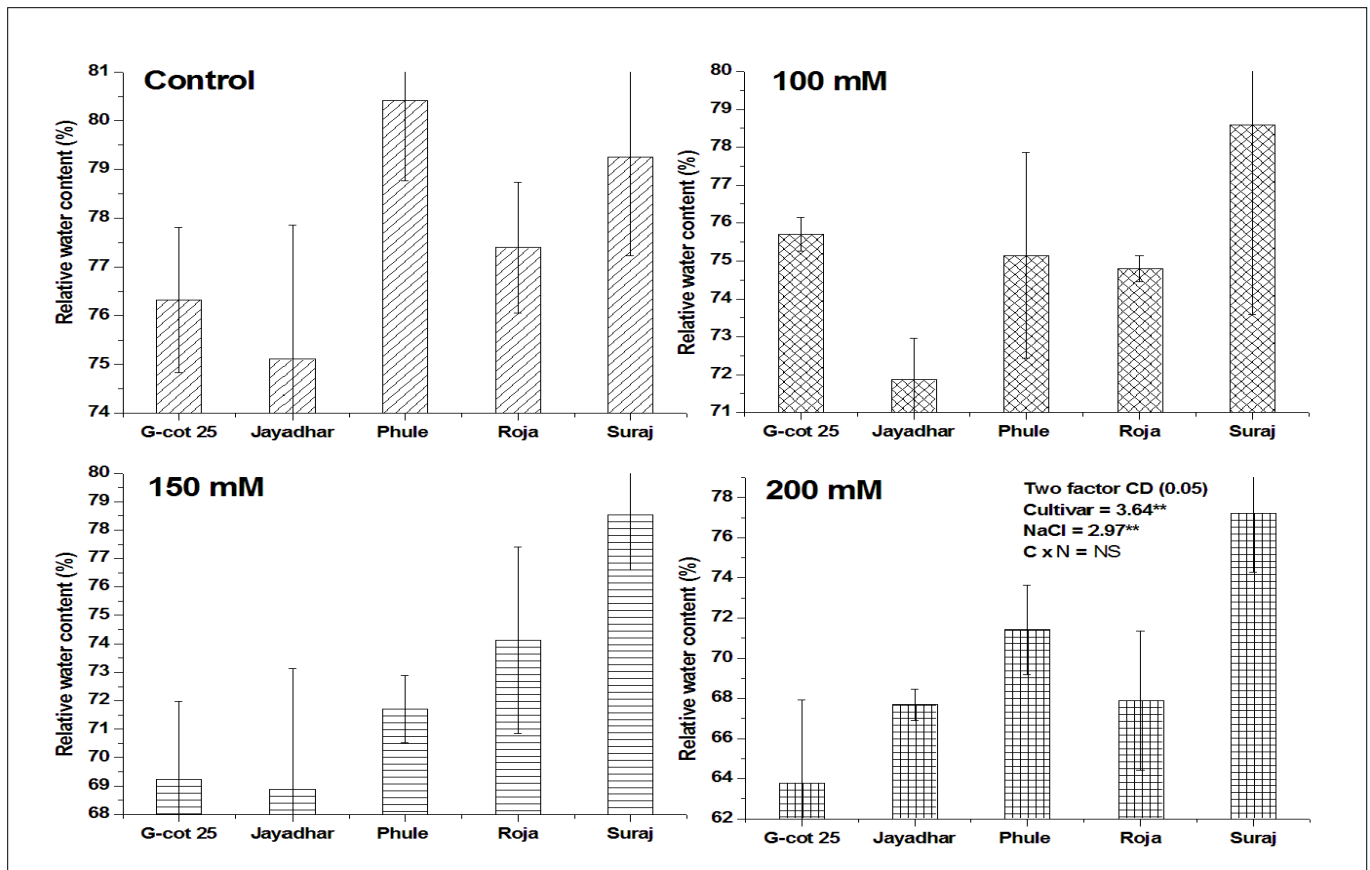 Control
Relative water content (%)
81
80
79
78
77
76
75
74
G-cot 25 Jayadhar Phule Roja Suraj
100 mM
Relative water content (%)
80
79
78
77
76
75
74
73
72
71
G-cot 25 Jayadhar Phule Roja Suraj
150 mM
Relative water content (%)
80
79
78
77
76
75
74
73
72
71
70
69
68
G-cot 25 Jayadhar Phule Roja Suraj
200 mM
Two factor CD (0.05)
Cultivar = 3.64**
NaCl = 2.97**
C x N = NS
Relative water content (%)
78
76
74
72
70
68
66
64
62
G-cot 25 Jayadhar Phule Roja Suraj